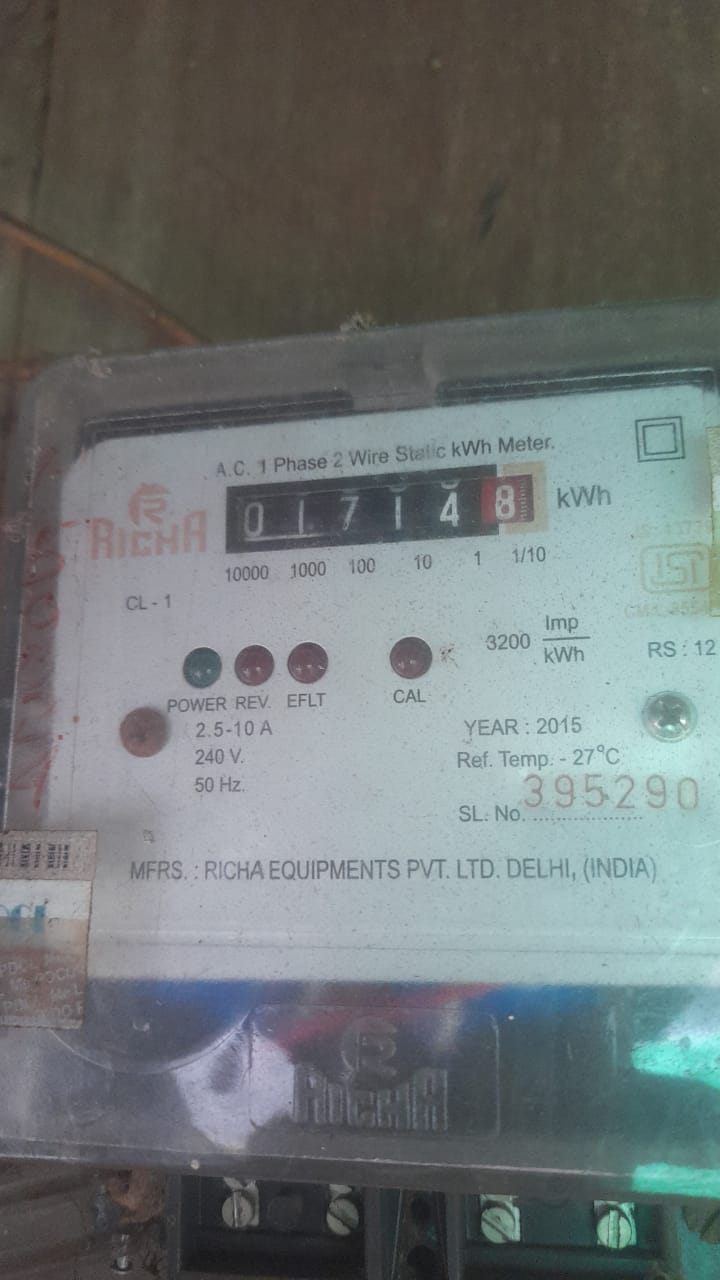 A.C. 1 Phase 2 Wire Static kWh Meter.
RICHA
017148 kWh
10000 1000 100 10 1 1/10
CL - 1
3200 Imp/kWh
RS : 12
POWER REV. EFLT CAL
2.5-10 A
240 V.
50 Hz.
YEAR : 2015
Ref. Temp. - 27°C
SL. No. 395290
MFRS. : RICHA EQUIPMENTS PVT. LTD. DELHI, (INDIA)
RICHA